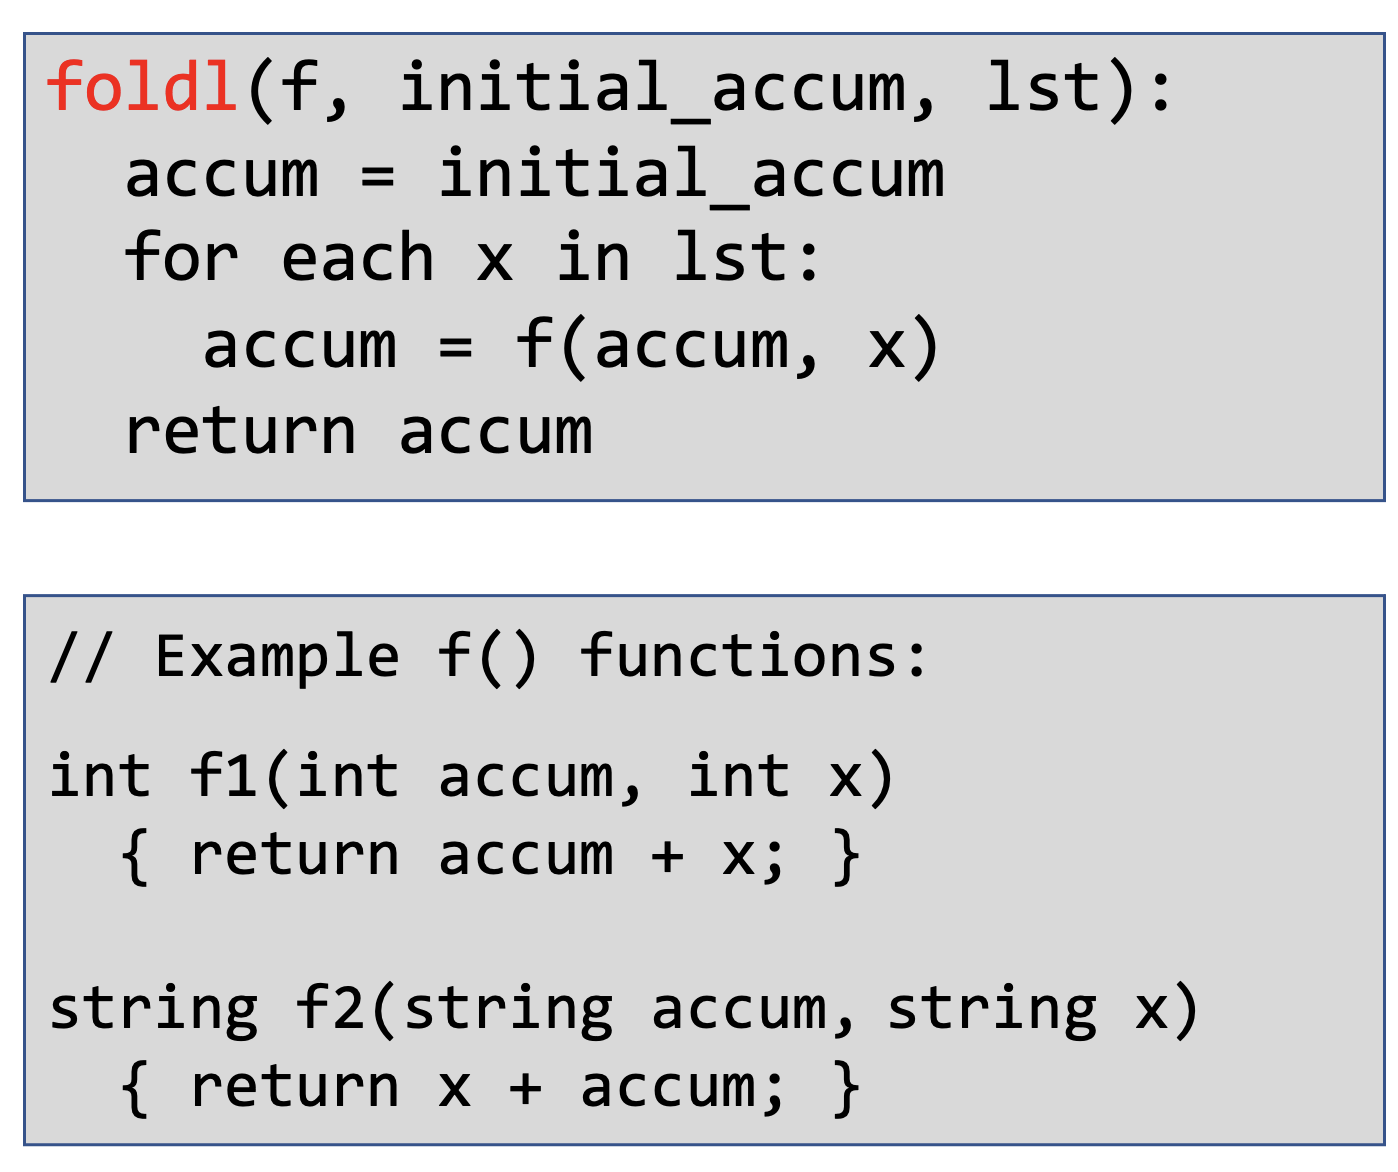 foldl(f, initial_accum, lst):
  accum = initial_accum
  for each x in lst:
    accum = f(accum, x)
  return accum
// Example f() functions:
int f1(int accum, int x)
  { return accum + x; }
string f2(string accum, string x)
  { return x + accum; }